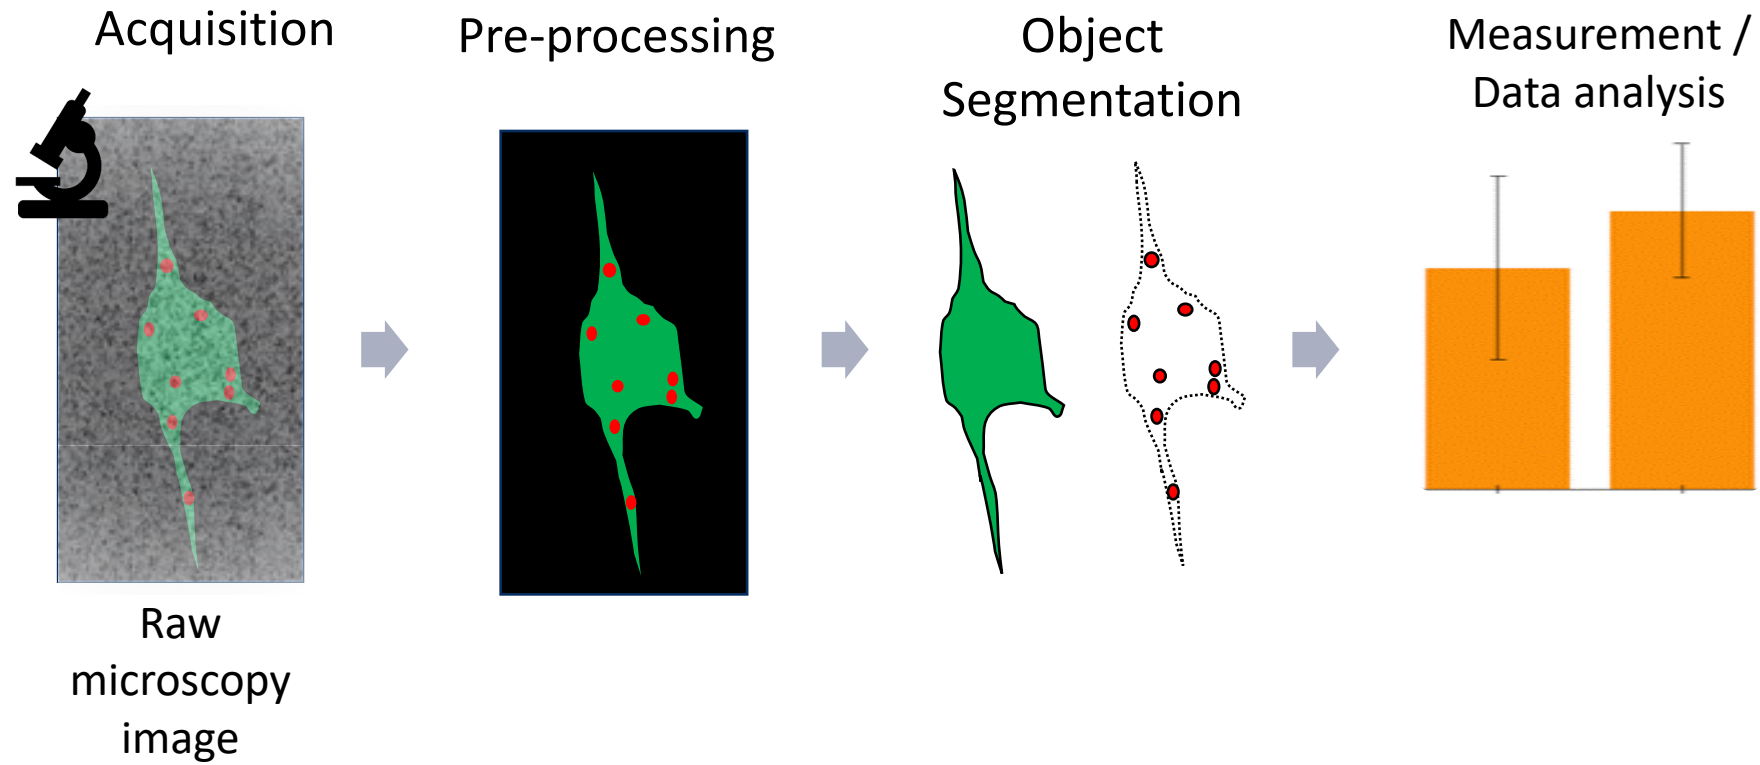 Acquisition
Pre-processing
Object
Segmentation
Measurement /
Data analysis
Raw
microscopy
image